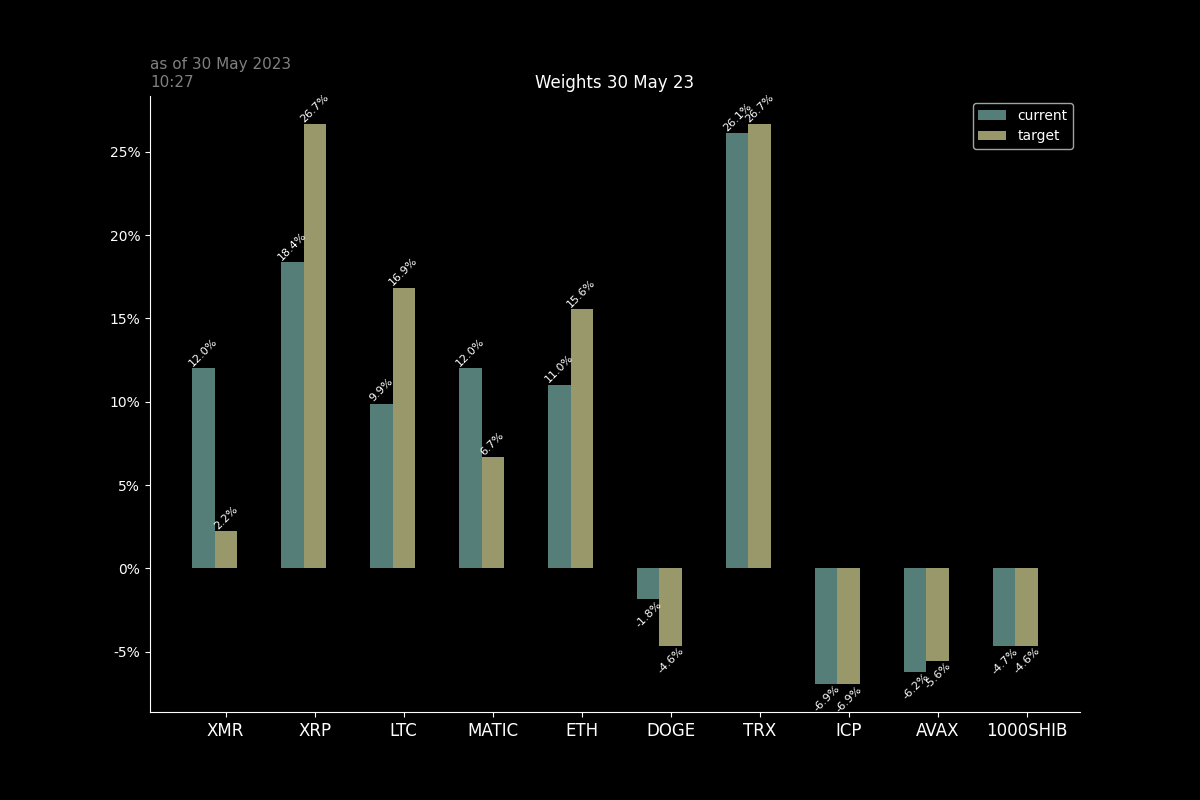 as of 30 May 2023
10:27
Weights 30 May 23
current
target
25%
20%
15%
10%
5%
0%
-5%
12.0%
2.2%
18.4%
26.7%
9.9%
16.9%
12.0%
6.7%
11.0%
15.6%
-1.8%
-4.6%
26.1%
26.7%
-6.9%
-6.9%
-6.2%
-5.6%
-4.7%
-4.6%
XMR
XRP
LTC
MATIC
ETH
DOGE
TRX
ICP
AVAX
1000SHIB